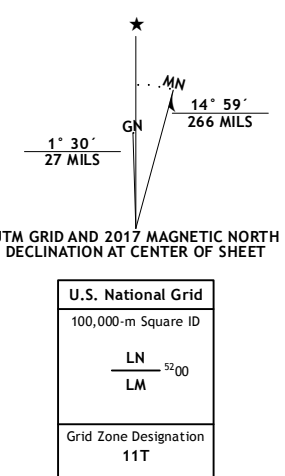 ★
MN
GN
14° 59´
266 MILS
1° 30´
27 MILS
UTM GRID AND 2017 MAGNETIC NORTH
DECLINATION AT CENTER OF SHEET
U.S. National Grid
100,000-m Square ID
LN
5200
LM
Grid Zone Designation
11T